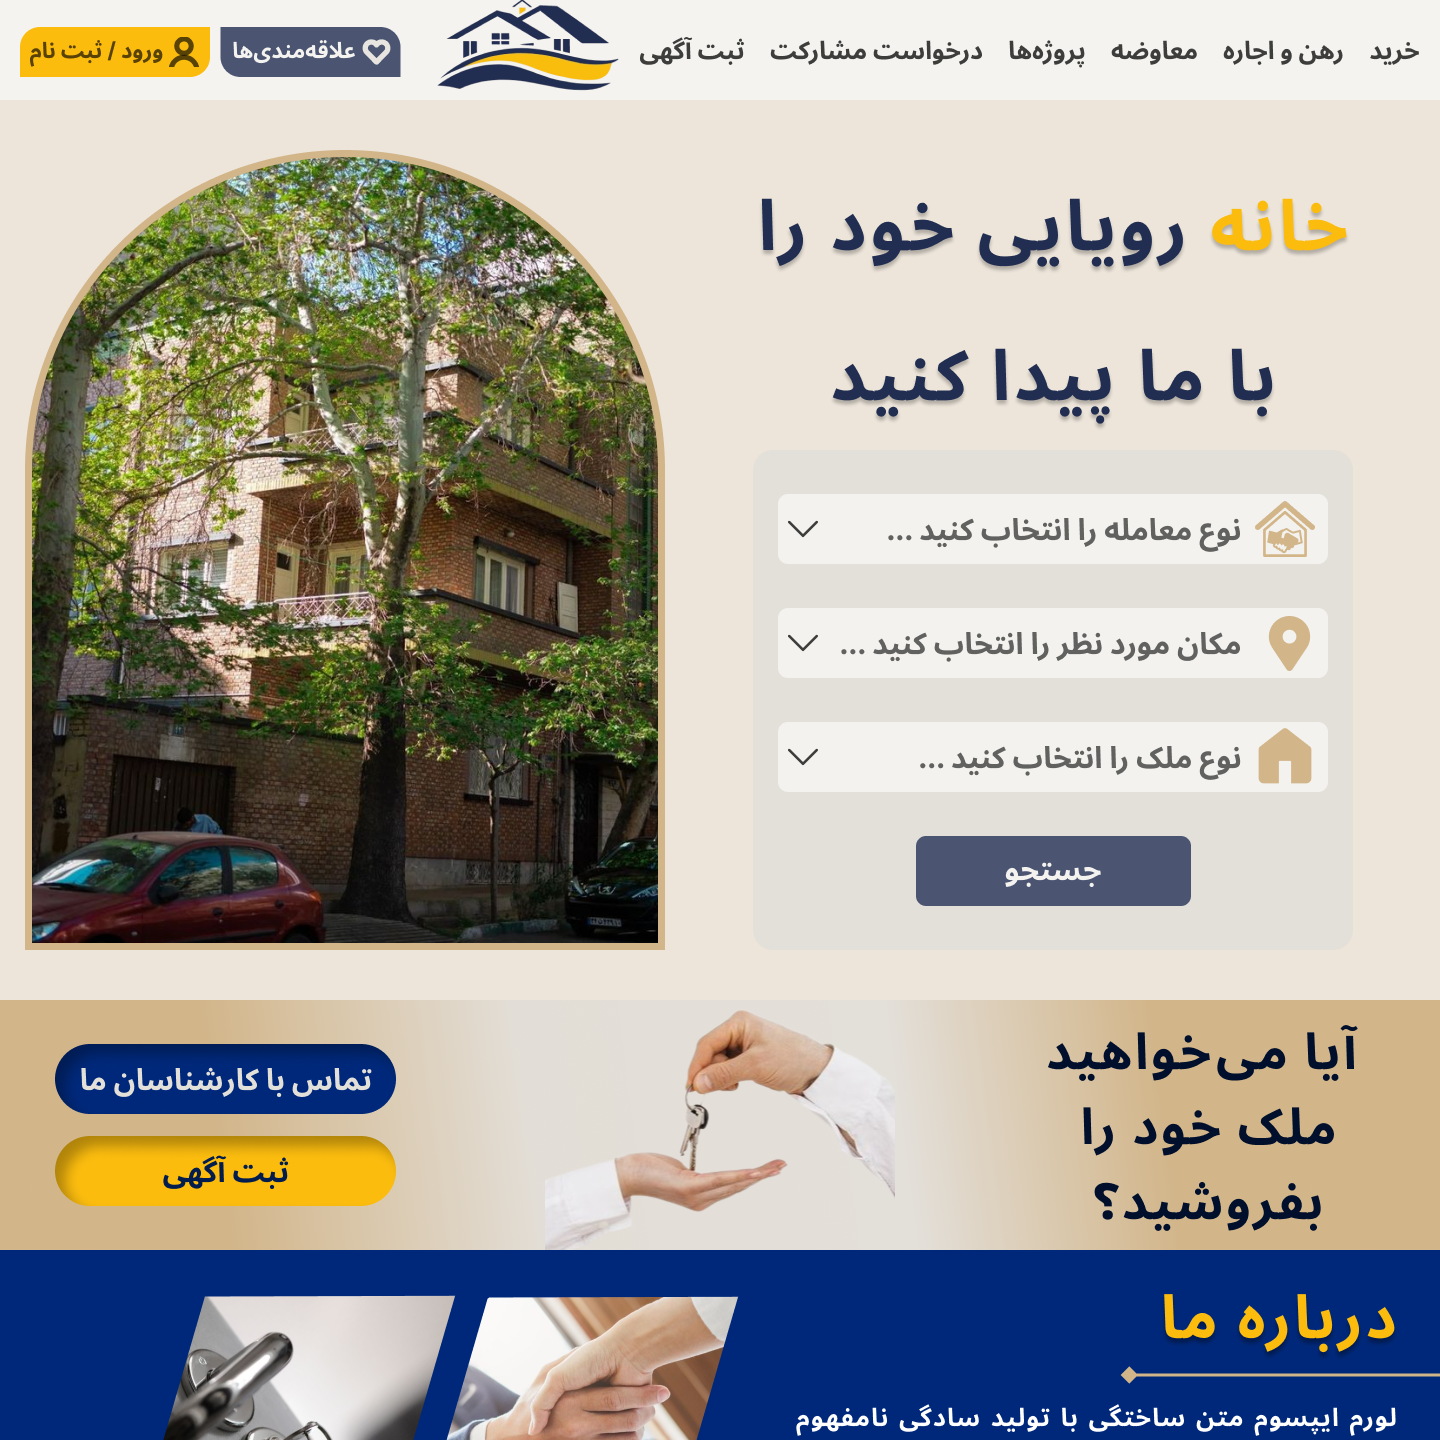 خرید
رهن و اجاره
معاوضه
پروژه‌ها
درخواست مشارکت
ثبت آگهی
علاقه‌مندی‌ها
ورود / ثبت نام
خانه رویایی خود را
با ما پیدا کنید
نوع معامله را انتخاب کنید ...
مکان مورد نظر را انتخاب کنید ...
نوع ملک را انتخاب کنید ...
جستجو
آیا می‌خواهید
ملک خود را
بفروشید؟
تماس با کارشناسان ما
ثبت آگهی
درباره ما
لورم ایپسوم متن ساختگی با تولید سادگی نامفهوم